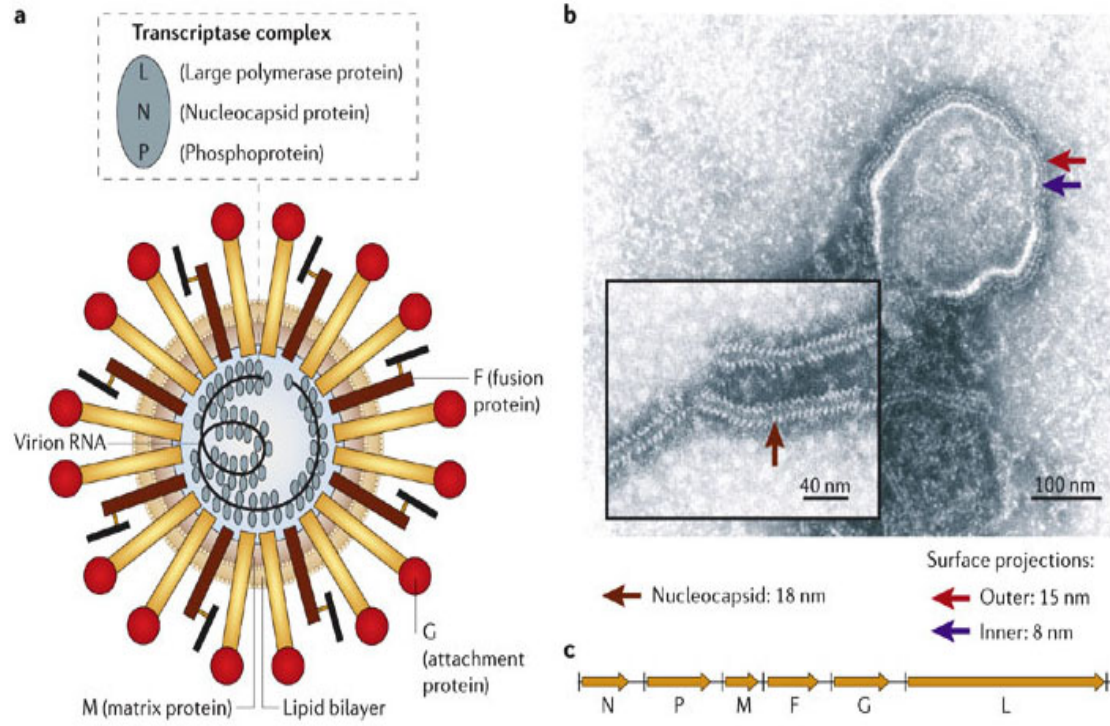 a
Transcriptase complex
L (Large polymerase protein)
N (Nucleocapsid protein)
P (Phosphoprotein)
F (fusion
protein)
Virion RNA
G
(attachment
protein)
M (matrix protein)
Lipid bilayer
b
40 nm
100 nm
Nucleocapsid: 18 nm
Surface projections:
Outer: 15 nm
Inner: 8 nm
c
N P M F G L